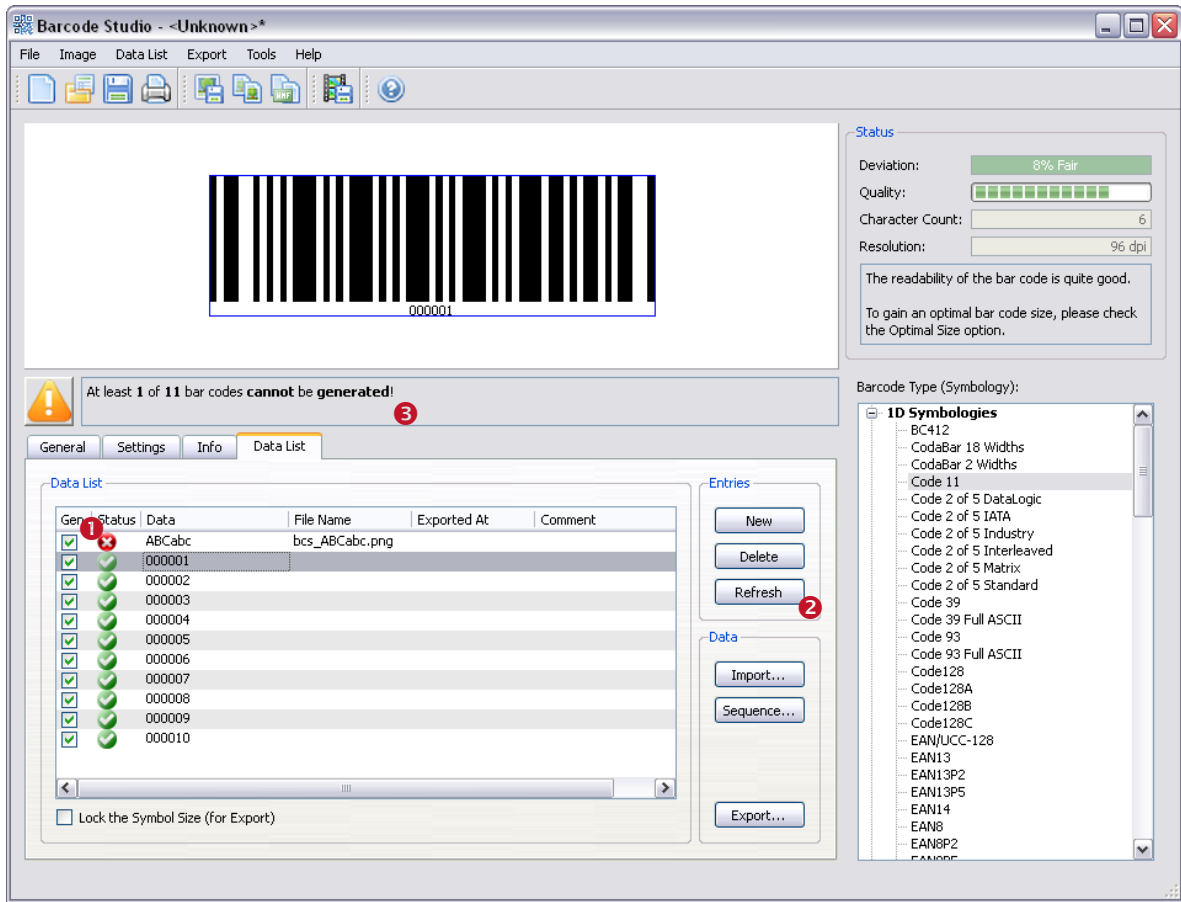 Barcode Studio - <Unknown>*
File Image Data List Export Tools Help
WMF
000001
Status
Deviation: 8% Fair
Quality:
Character Count: 6
Resolution: 96 dpi
The readability of the bar code is quite good.
To gain an optimal bar code size, please check
the Optimal Size option.
At least 1 of 11 bar codes cannot be generated!
3
General Settings Info Data List
Data List
Gen Status Data File Name Exported At Comment
1
ABCabc bcs_ABCabc.png
000001
000002
000003
000004
000005
000006
000007
000008
000009
000010
Lock the Symbol Size (for Export)
Entries
New
Delete
Refresh
2
Data
Import...
Sequence...
Export...
Barcode Type (Symbology):
1D Symbologies
BC412
CodaBar 18 Widths
CodaBar 2 Widths
Code 11
Code 2 of 5 DataLogic
Code 2 of 5 IATA
Code 2 of 5 Industry
Code 2 of 5 Interleaved
Code 2 of 5 Matrix
Code 2 of 5 Standard
Code 39
Code 39 Full ASCII
Code 93
Code 93 Full ASCII
Code128
Code128A
Code128B
Code128C
EAN/UCC-128
EAN13
EAN13P2
EAN13P5
EAN14
EAN8
EAN8P2